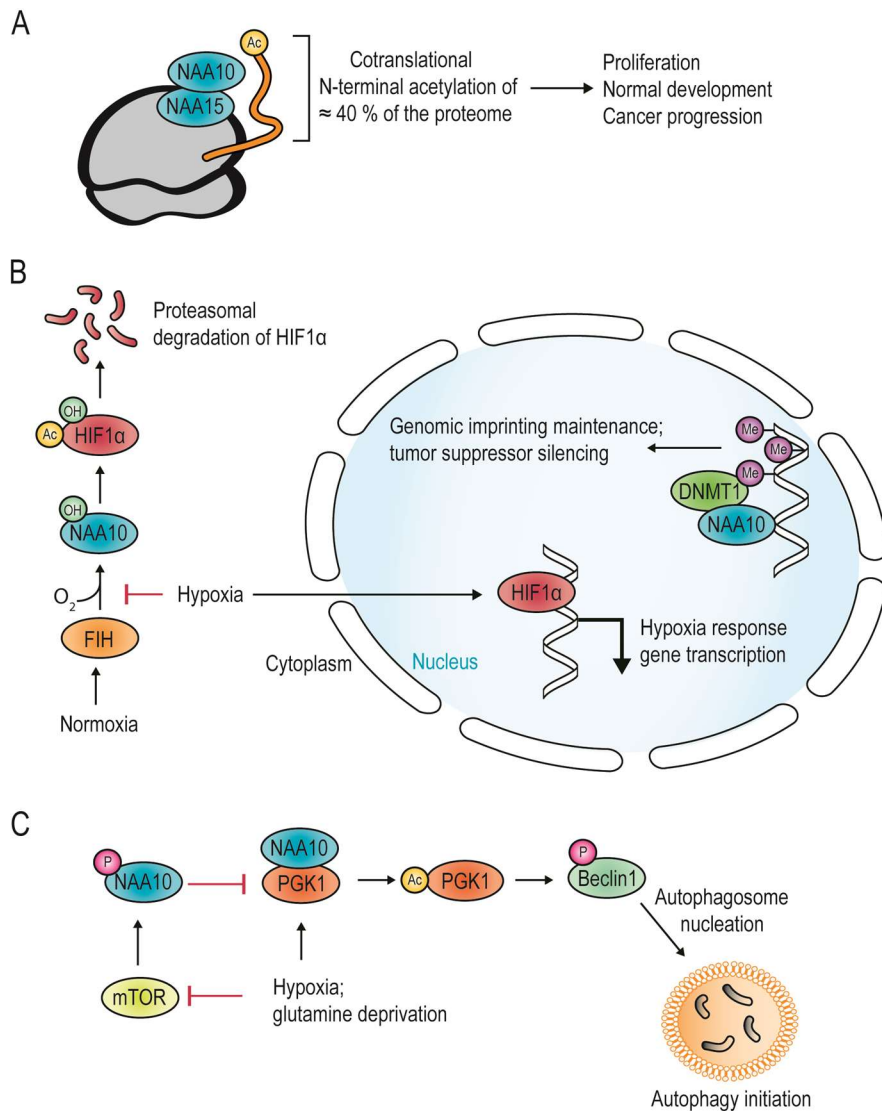 A
Ac
NAA10
NAA15
Cotranslational
N-terminal acetylation of
≈ 40 % of the proteome
Proliferation
Normal development
Cancer progression
B
Proteasomal
degradation of HIF1α
OH
Ac
HIF1α
OH
NAA10
O₂
Hypoxia
FIH
Normoxia
Cytoplasm
Nucleus
Genomic imprinting maintenance;
tumor suppressor silencing
Me
Me
Me
DNMT1
NAA10
HIF1α
Hypoxia response
gene transcription
C
P
NAA10
NAA10
PGK1
Ac
PGK1
P
Beclin1
Autophagosome
nucleation
mTOR
Hypoxia;
glutamine deprivation
Autophagy initiation